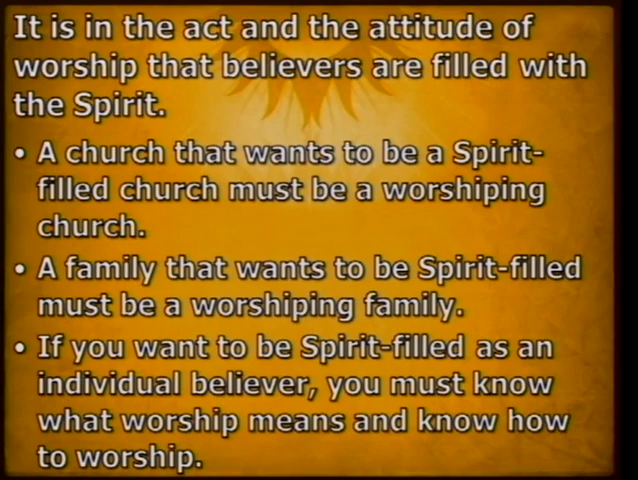 It is in the act and the attitude of
worship that believers are filled with
the Spirit.
• A church that wants to be a Spirit-
filled church must be a worshiping
church.
• A family that wants to be Spirit-filled
must be a worshiping family.
• If you want to be Spirit-filled as an
individual believer, you must know
what worship means and know how
to worship.